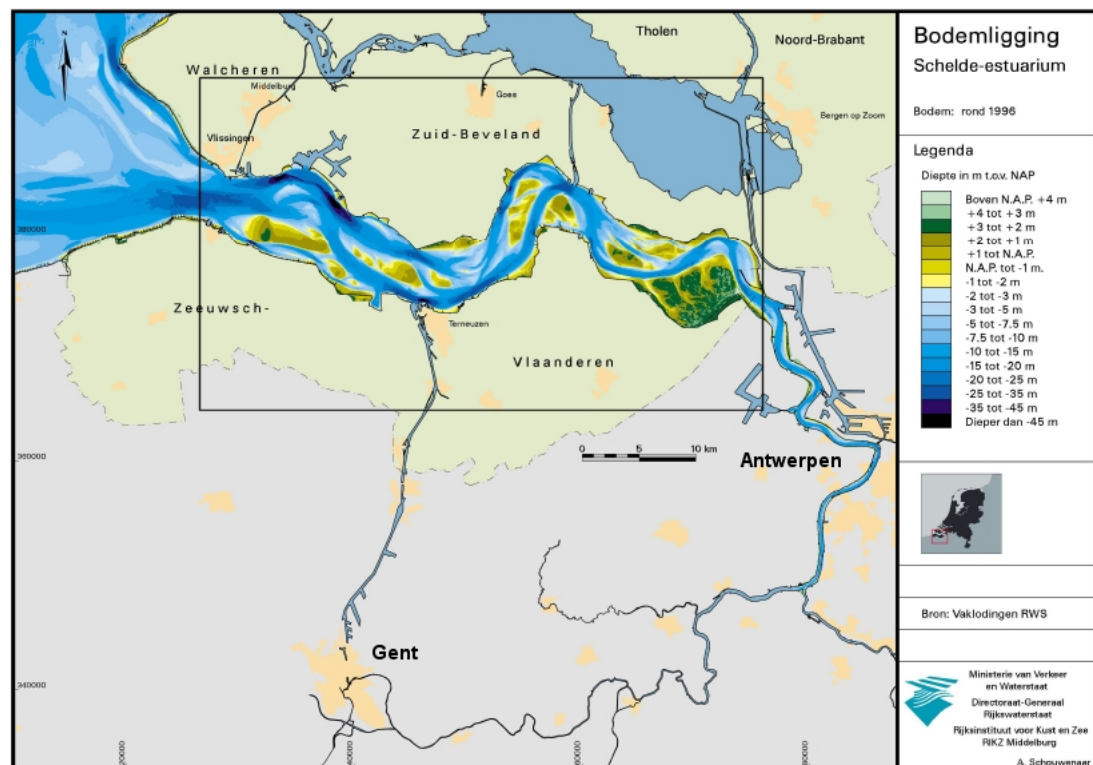 Tholen
Noord-Brabant
Walcheren
Middelburg
Goes
Bergen op Zoom
Vlissingen
Zuid-Beveland
380000
Zeeuwsch-
Terneuzen
Vlaanderen
0 5 10 km
360000
Antwerpen
Gent
340000
Bodemligging
Schelde-estuarium
Bodem: rond 1996
Legenda
Diepte in m t.o.v. NAP
Boven N.A.P. +4 m
+4 tot +3 m
+3 tot +2 m
+2 tot +1 m
+1 tot N.A.P.
N.A.P. tot -1 m.
-1 tot -2 m
-2 tot -3 m
-3 tot -5 m
-5 tot -7.5 m
-7.5 tot -10 m
-10 tot -15 m
-15 tot -20 m
-20 tot -25 m
-25 tot -35 m
-35 tot -45 m
Dieper dan -45 m
Bron: Vaklodingen RWS
Ministerie van Verkeer
en Waterstaat
Directoraat-Generaal
Rijkswaterstaat
Rijksinstituut voor Kust en Zee
RIKZ Middelburg
A. Schouwenaar